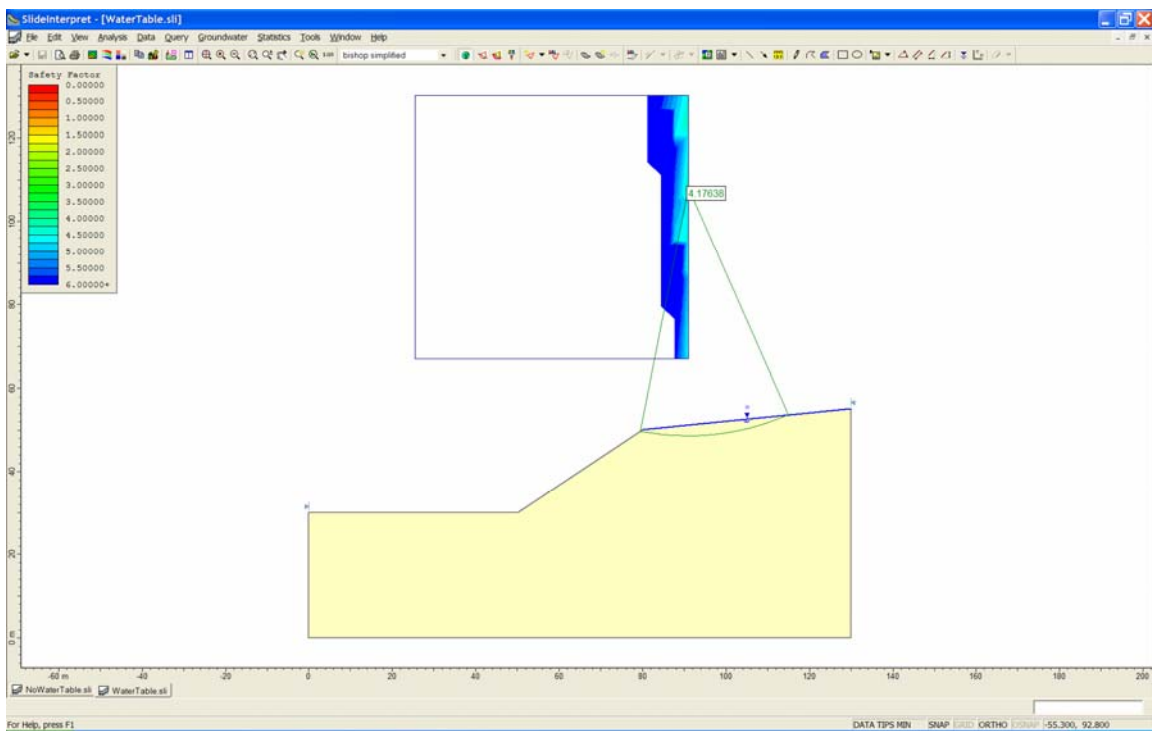 SlideInterpret - [WaterTable.sli]
File Edit View Analysis Data Query Groundwater Statistics Tools Window Help
bishop simplified
Safety Factor
0.00000
0.50000
1.00000
1.50000
2.00000
2.50000
3.00000
3.50000
4.00000
4.50000
5.00000
5.50000
6.00000+
120
100
80
60
40
20
0 m
4.17638
-60 m -40 -20 0 20 40 60 80 100 120 140 160 180 200
NoWaterTable.sli WaterTable.sli
For Help, press F1 DATA TIPS MIN SNAP GRID ORTHO OSNAP -55.300, 92.800